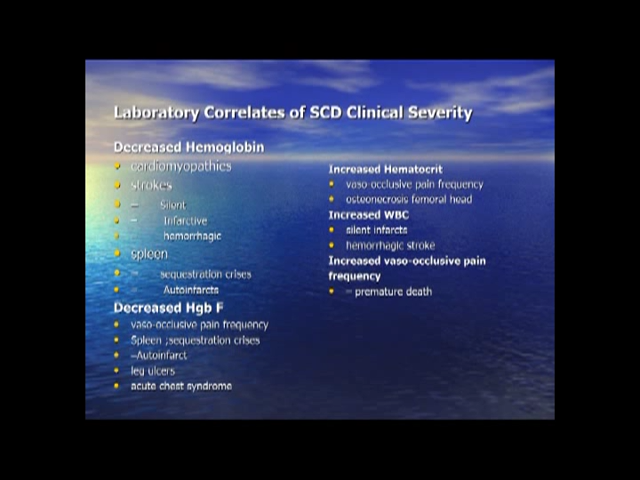 Laboratory Correlates of SCD Clinical Severity
Decreased Hemoglobin
cardiomyopathies
strokes
– Silent
– Infarctive
hemorrhagic
spleen
– sequestration crises
– Autoinfarcts
Decreased Hgb F
vaso-occlusive pain frequency
Spleen ;sequestration crises
–Autoinfarct
leg ulcers
acute chest syndrome
Increased Hematocrit
vaso-occlusive pain frequency
osteonecrosis femoral head
Increased WBC
silent infarcts
hemorrhagic stroke
Increased vaso-occlusive pain
frequency
– premature death